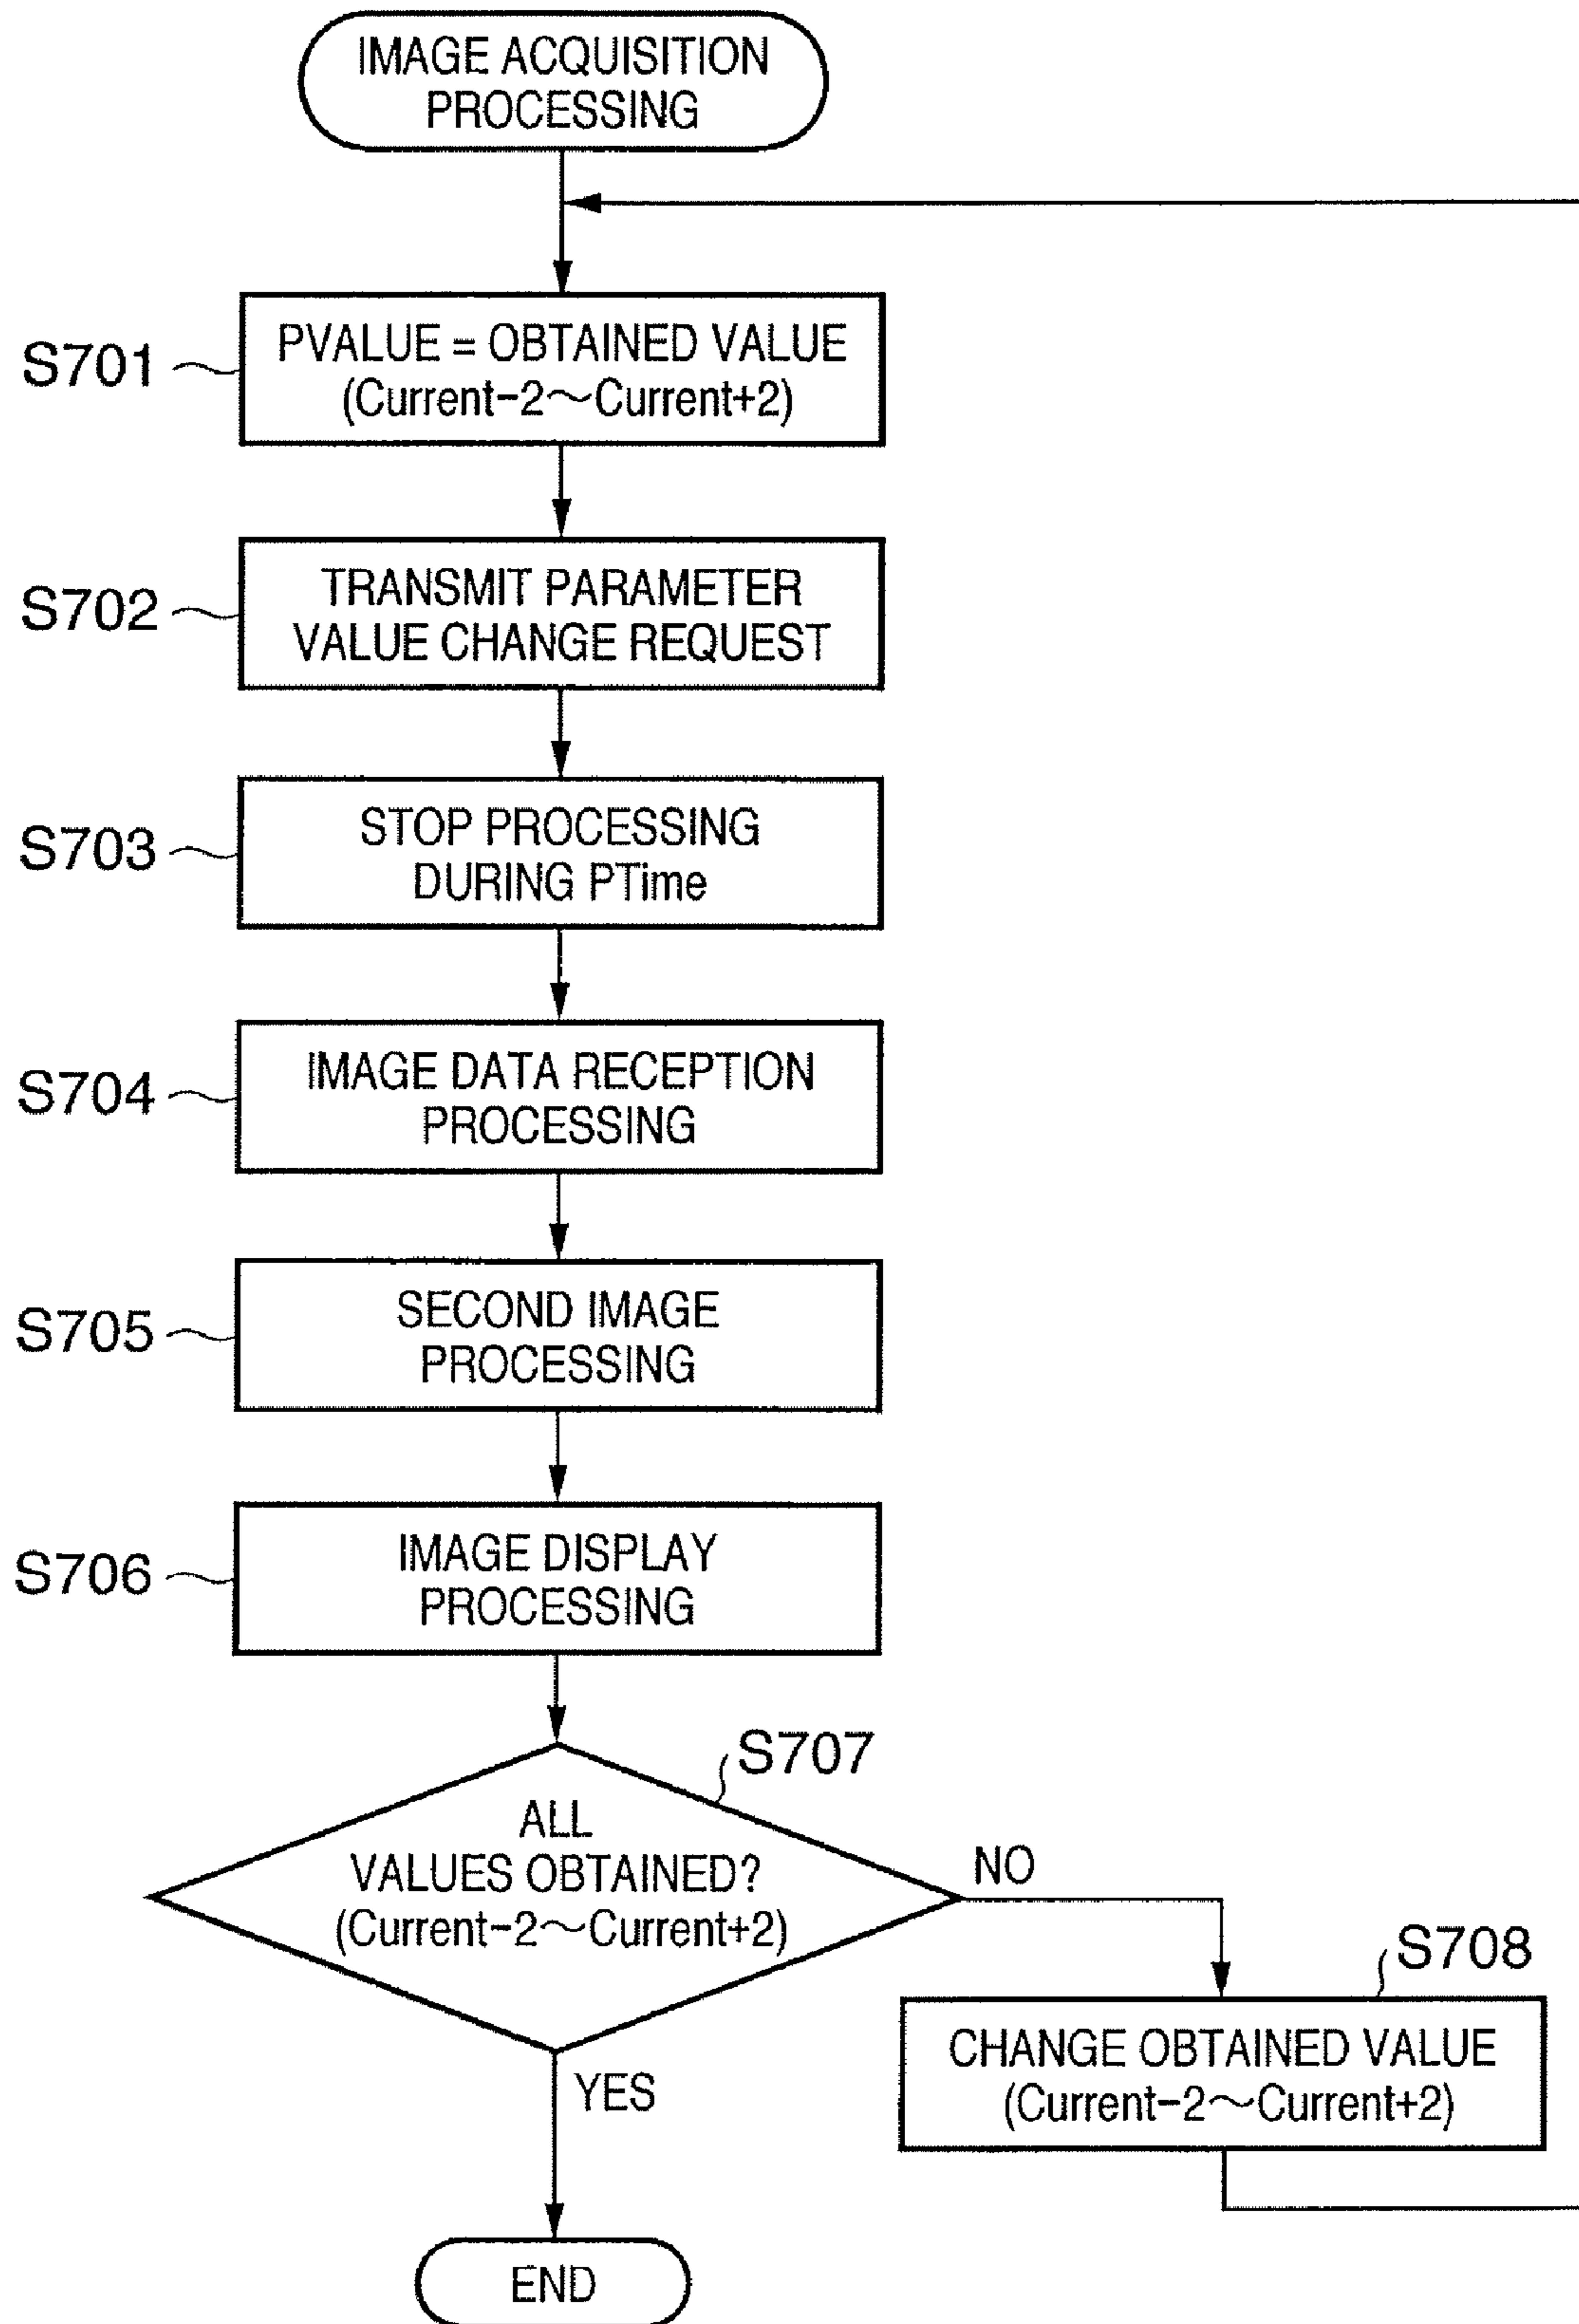 IMAGE ACQUISITION
PROCESSING
S701
PVALUE = OBTAINED VALUE
(Current−2～Current+2)
S702
TRANSMIT PARAMETER
VALUE CHANGE REQUEST
S703
STOP PROCESSING
DURING PTime
S704
IMAGE DATA RECEPTION
PROCESSING
S705
SECOND IMAGE
PROCESSING
S706
IMAGE DISPLAY
PROCESSING
S707
ALL
VALUES OBTAINED?
(Current−2～Current+2)
NO
S708
CHANGE OBTAINED VALUE
(Current−2～Current+2)
YES
END